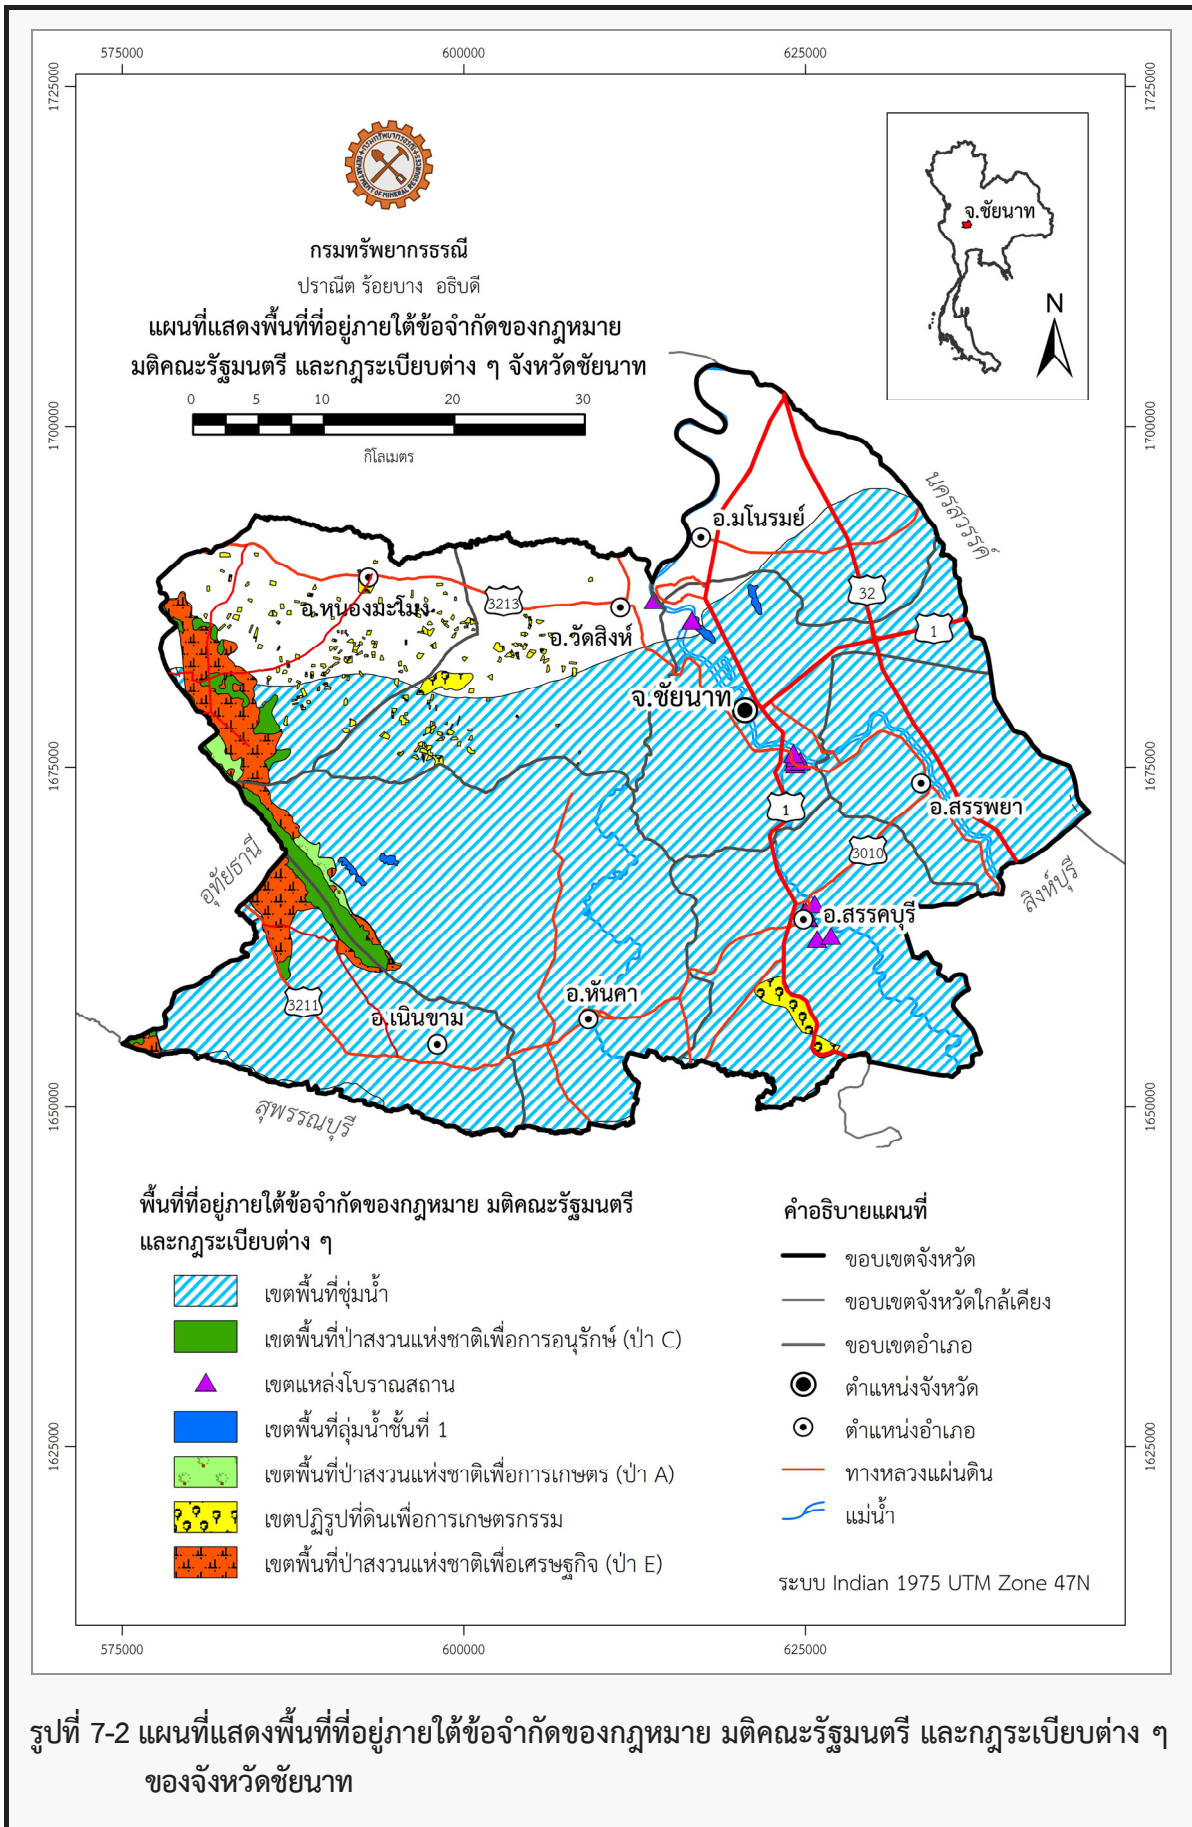 575000 600000 625000
1725000 1725000
กรมทรัพยากรธรณี
DEPARTMENT OF MINERAL RESOURCES
กรมทรัพยากรธรณี
ปราณีต ร้อยบาง อธิบดี
แผนที่แสดงพื้นที่ที่อยู่ภายใต้ข้อจำกัดของกฎหมาย
มติคณะรัฐมนตรี และกฎระเบียบต่าง ๆ จังหวัดชัยนาท
0 5 10 20 30
กิโลเมตร
จ.ชัยนาท
N
1700000 1700000
นครสวรรค์
อ.มโนรมย์
อ.หนองมะโมง
3213
อ.วัดสิงห์
32
1
จ.ชัยนาท
1675000 1675000
1
อ.สรรพยา
3010
อุทัยธานี
สิงห์บุรี
อ.สรรคบุรี
อ.หันคา
3211
อ.เนินขาม
สุพรรณบุรี
1650000 1650000
พื้นที่ที่อยู่ภายใต้ข้อจำกัดของกฎหมาย มติคณะรัฐมนตรี
และกฎระเบียบต่าง ๆ
เขตพื้นที่ชุ่มน้ำ
เขตพื้นที่ป่าสงวนแห่งชาติเพื่อการอนุรักษ์ (ป่า C)
เขตแหล่งโบราณสถาน
เขตพื้นที่ลุ่มน้ำชั้นที่ 1
เขตพื้นที่ป่าสงวนแห่งชาติเพื่อการเกษตร (ป่า A)
เขตปฏิรูปที่ดินเพื่อการเกษตรกรรม
เขตพื้นที่ป่าสงวนแห่งชาติเพื่อเศรษฐกิจ (ป่า E)
คำอธิบายแผนที่
ขอบเขตจังหวัด
ขอบเขตจังหวัดใกล้เคียง
ขอบเขตอำเภอ
ตำแหน่งจังหวัด
ตำแหน่งอำเภอ
ทางหลวงแผ่นดิน
แม่น้ำ
ระบบ Indian 1975 UTM Zone 47N
1625000 1625000
575000 600000 625000
รูปที่ 7-2 แผนที่แสดงพื้นที่ที่อยู่ภายใต้ข้อจำกัดของกฎหมาย มติคณะรัฐมนตรี และกฎระเบียบต่าง ๆ
ของจังหวัดชัยนาท